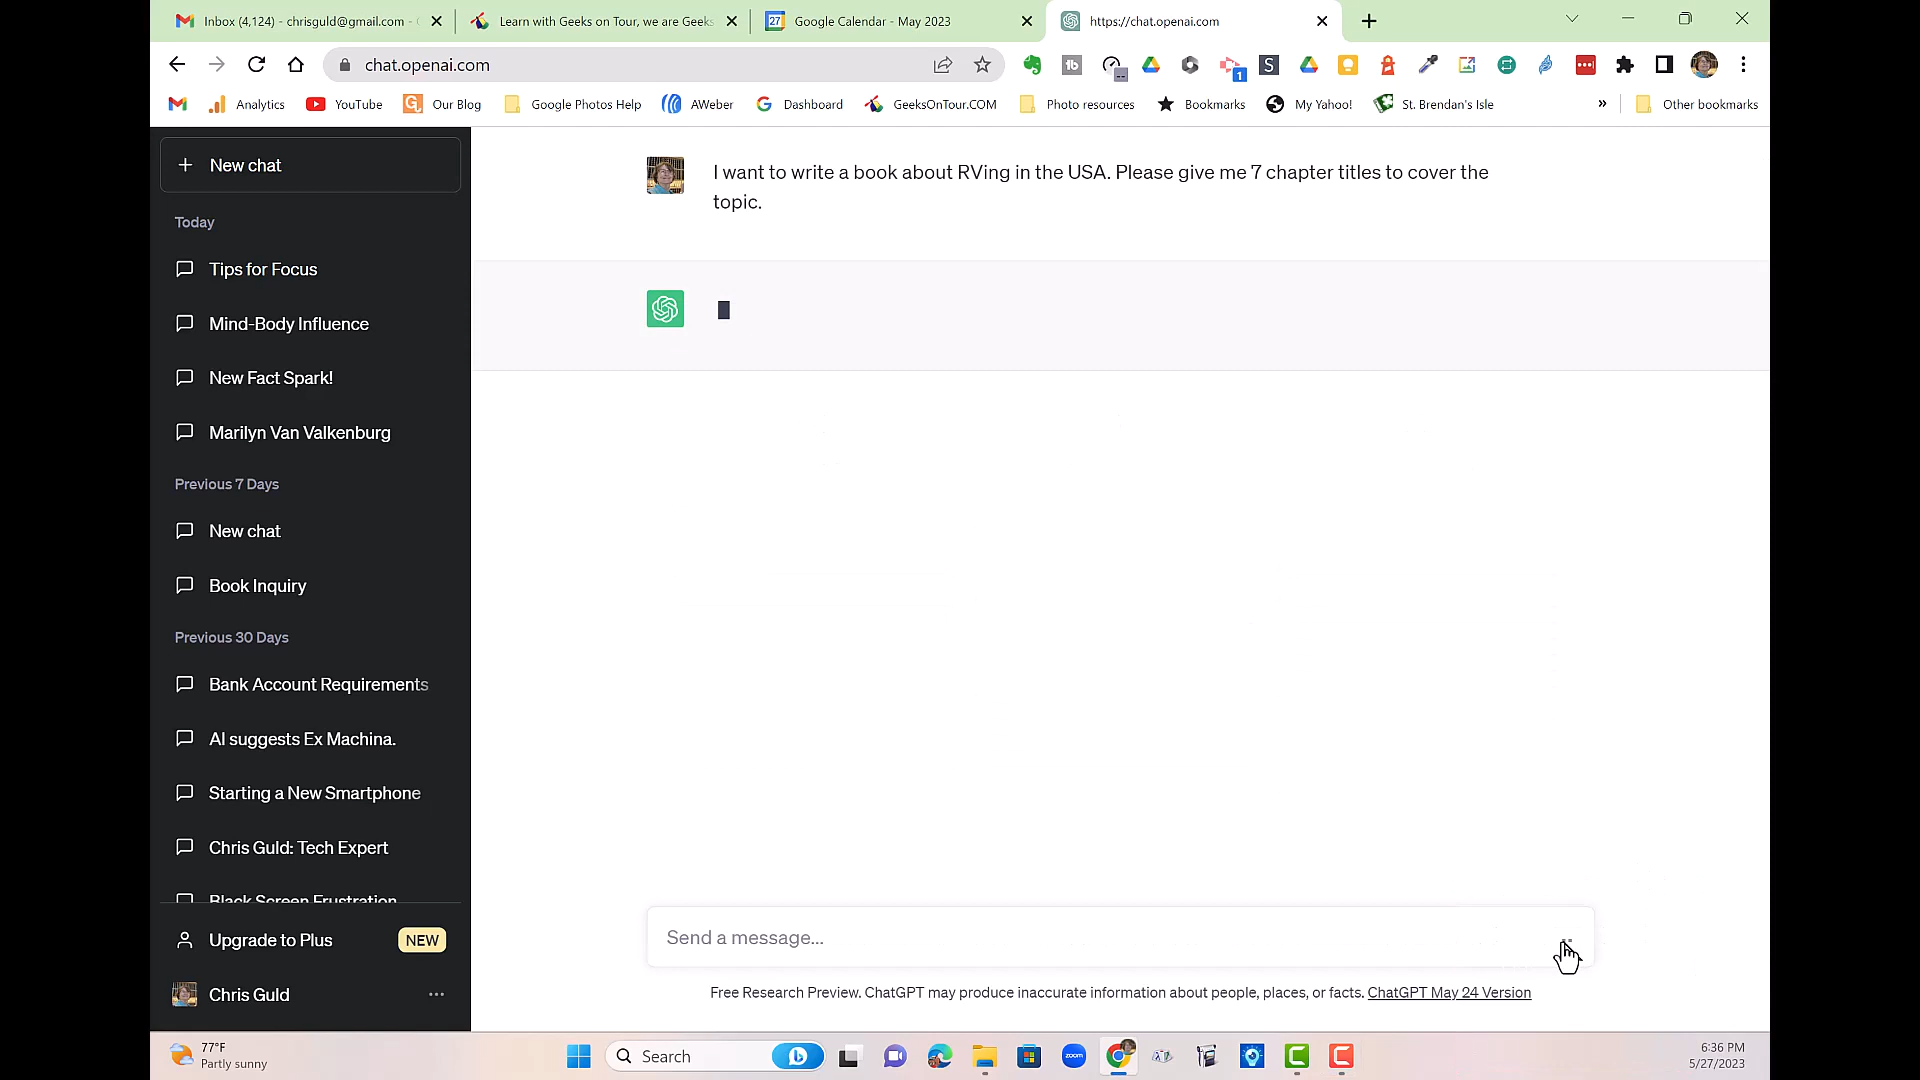 Inbox (4,124) - chrisguld@gmail.com -
Learn with Geeks on Tour, we are Geeks
Google Calendar - May 2023
https://chat.openai.com
chat.openai.com
Analytics
YouTube
Our Blog
Google Photos Help
AWeber
Dashboard
GeeksOnTour.COM
Photo resources
Bookmarks
My Yahoo!
St. Brendan's Isle
»
Other bookmarks
New chat
Today
Tips for Focus
Mind-Body Influence
New Fact Spark!
Marilyn Van Valkenburg
Previous 7 Days
New chat
Book Inquiry
Previous 30 Days
Bank Account Requirements
AI suggests Ex Machina.
Starting a New Smartphone
Chris Guld: Tech Expert
Black Screen Frustration
Upgrade to Plus
NEW
Chris Guld
I want to write a book about RVing in the USA. Please give me 7 chapter titles to cover the
topic.
Send a message...
Free Research Preview. ChatGPT may produce inaccurate information about people, places, or facts. ChatGPT May 24 Version
77°F
Partly sunny
Search
zoom
6:36 PM
5/27/2023